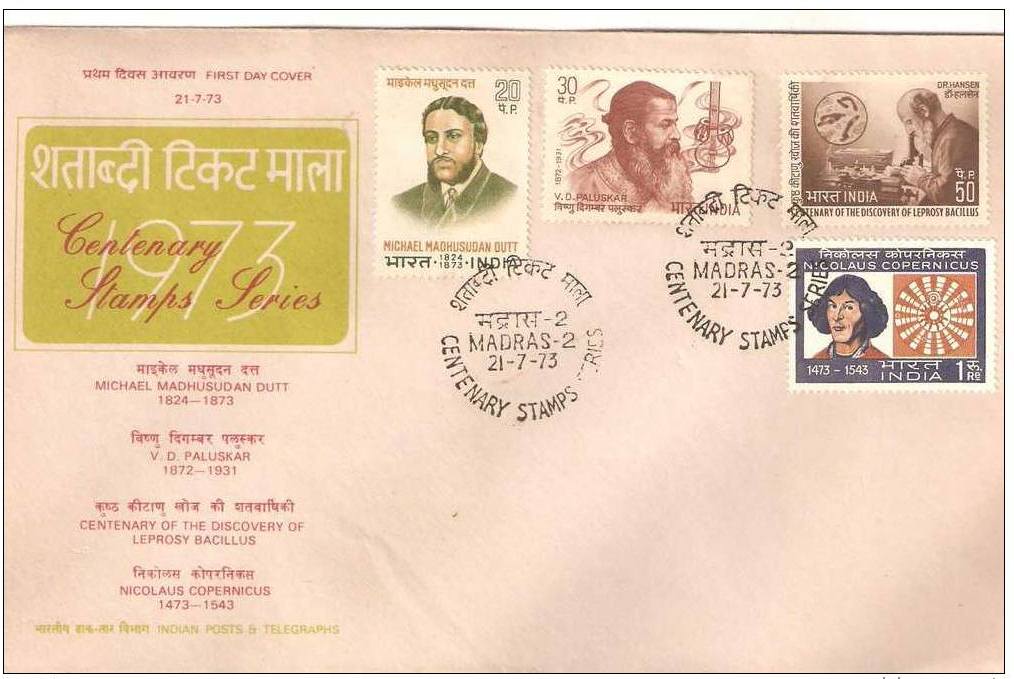 प्रथम दिवस आवरण FIRST DAY COVER
21-7-73
शताब्दी टिकट माला
1973
Centenary
Stamps Series
माइकेल मधुसूदन दत्त
MICHAEL MADHUSUDAN DUTT
1824—1873
विष्णु दिगम्बर पलुस्कर
V. D. PALUSKAR
1872—1931
कुष्ठ कीटाणु खोज की शतवार्षिकी
CENTENARY OF THE DISCOVERY OF
LEPROSY BACILLUS
निकोलस कोपरनिकस
NICOLAUS COPERNICUS
1473—1543
भारतीय डाक-तार विभाग INDIAN POSTS & TELEGRAPHS
माइकेल मधुसूदन दत्त
20
पै. P.
MICHAEL MADHUSUDAN DUTT
भारत · 1824 1873 · INDIA
30
पै. P.
1872-1931
V. D. PALUSKAR
विष्णु दिगम्बर पलुस्कर
भारत INDIA
कुष्ठ कीटाणु खोज की शतवार्षिकी
DR. HANSEN
डॉ. हानसेन
पै. P.
50
भारत INDIA
CENTENARY OF THE DISCOVERY OF LEPROSY BACILLUS
निकोलस कोपरनिकस
NICOLAUS COPERNICUS
1473 - 1543
भारत
INDIA
1 रु. Re
शताब्दी टिकट माला
मद्रास-2
MADRAS-2
21-7-73
CENTENARY STAMPS SERIES
शताब्दी टिकट माला
मद्रास-2
MADRAS-2
21-7-73
CENTENARY STAMPS SERIES